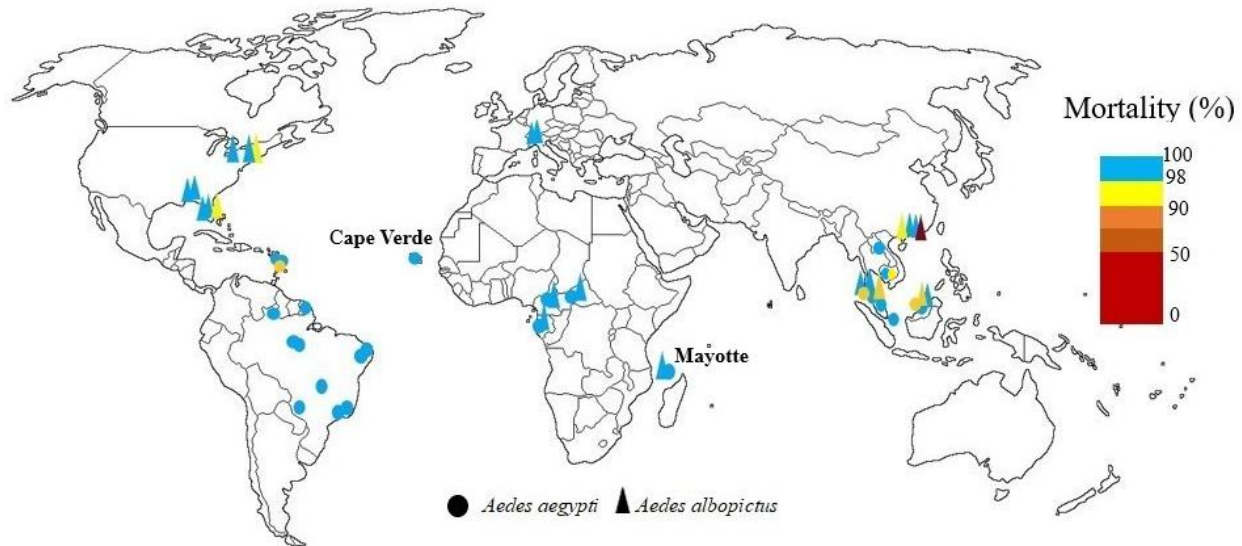 Mortality (%)
100
98
90
50
0
Cape Verde
Mayotte
Aedes aegypti
Aedes albopictus